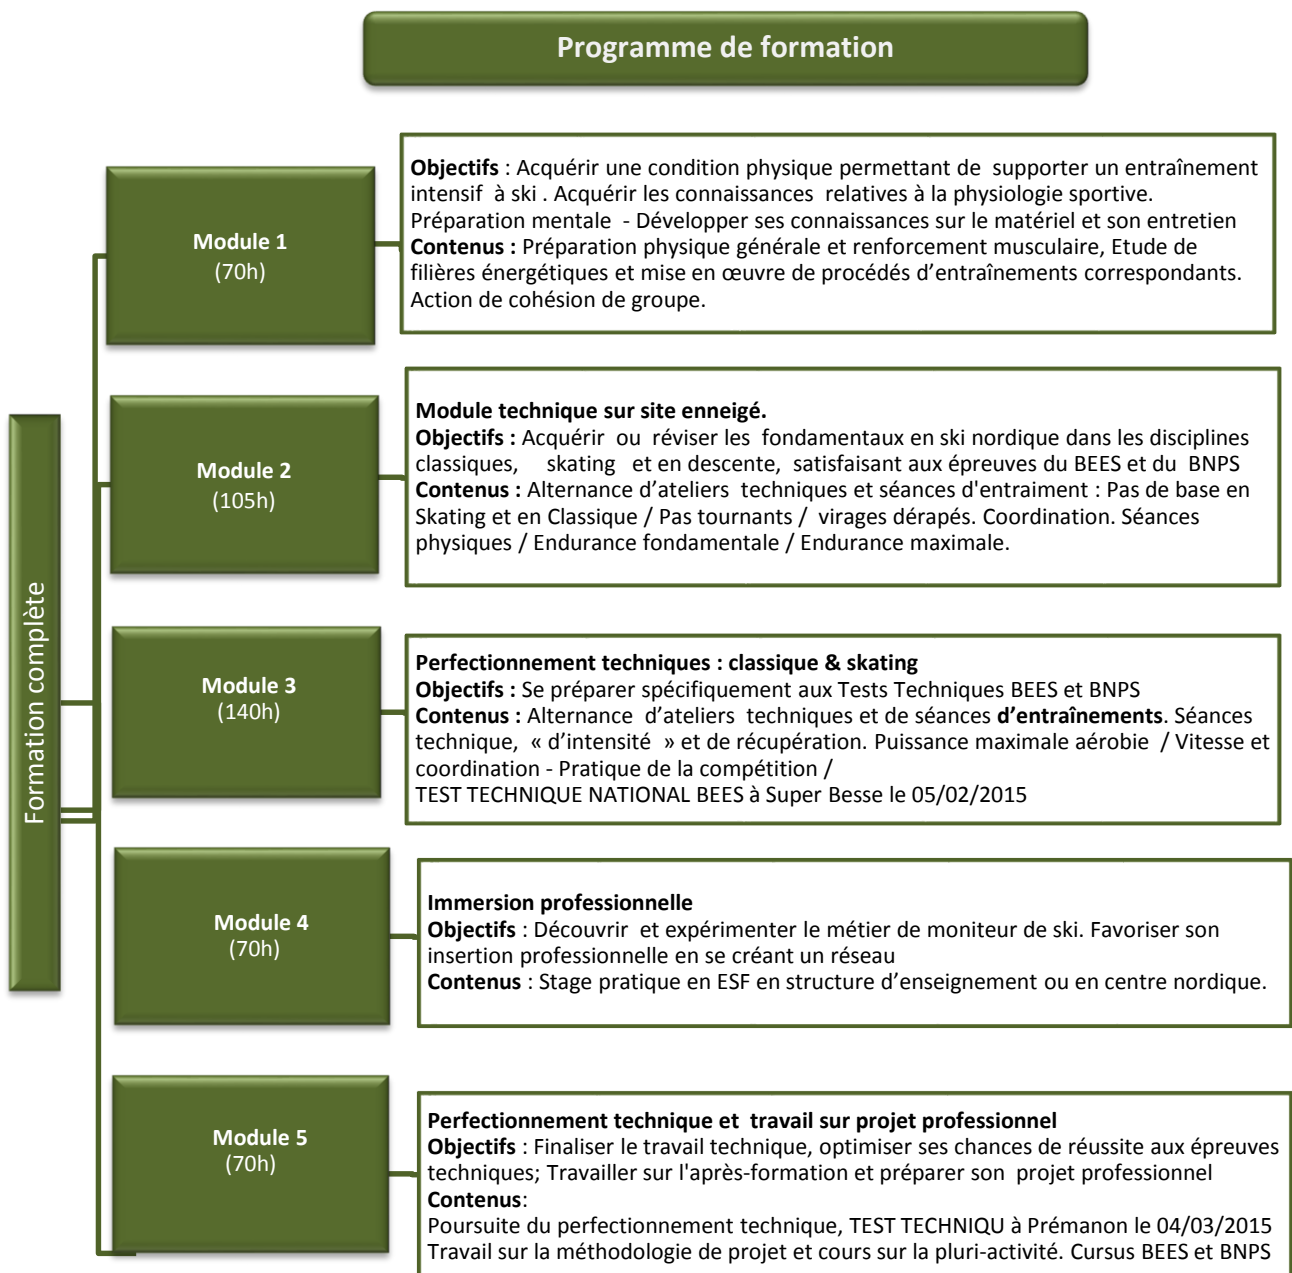 Programme de formation
Formation complète
Module 1
(70h)
Objectifs : Acquérir une condition physique permettant de supporter un entraînement
intensif à ski . Acquérir les connaissances relatives à la physiologie sportive.
Préparation mentale - Développer ses connaissances sur le matériel et son entretien
Contenus : Préparation physique générale et renforcement musculaire, Etude de
filières énergétiques et mise en œuvre de procédés d’entraînements correspondants.
Action de cohésion de groupe.
Module 2
(105h)
Module technique sur site enneigé.
Objectifs : Acquérir ou réviser les fondamentaux en ski nordique dans les disciplines
classiques, skating et en descente, satisfaisant aux épreuves du BEES et du BNPS
Contenus : Alternance d’ateliers techniques et séances d'entraiment : Pas de base en
Skating et en Classique / Pas tournants / virages dérapés. Coordination. Séances
physiques / Endurance fondamentale / Endurance maximale.
Module 3
(140h)
Perfectionnement techniques : classique & skating
Objectifs : Se préparer spécifiquement aux Tests Techniques BEES et BNPS
Contenus : Alternance d’ateliers techniques et de séances d’entraînements. Séances
technique, « d’intensité » et de récupération. Puissance maximale aérobie / Vitesse et
coordination - Pratique de la compétition /
TEST TECHNIQUE NATIONAL BEES à Super Besse le 05/02/2015
Module 4
(70h)
Immersion professionnelle
Objectifs : Découvrir et expérimenter le métier de moniteur de ski. Favoriser son
insertion professionnelle en se créant un réseau
Contenus : Stage pratique en ESF en structure d’enseignement ou en centre nordique.
Module 5
(70h)
Perfectionnement technique et travail sur projet professionnel
Objectifs : Finaliser le travail technique, optimiser ses chances de réussite aux épreuves
techniques; Travailler sur l'après-formation et préparer son projet professionnel
Contenus:
Poursuite du perfectionnement technique, TEST TECHNIQU à Prémanon le 04/03/2015
Travail sur la méthodologie de projet et cours sur la pluri-activité. Cursus BEES et BNPS